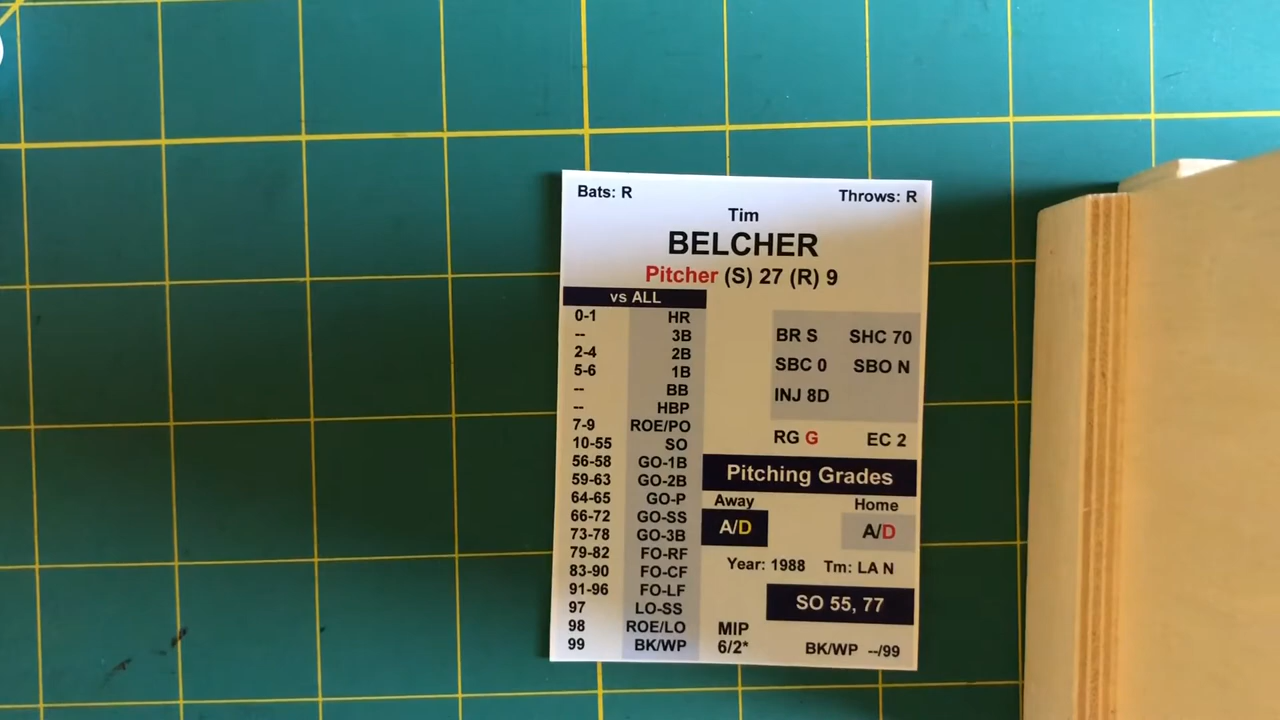 Bats: R Throws: R
Tim
BELCHER
Pitcher (S) 27 (R) 9
vs ALL
0-1 HR
-- 3B
2-4 2B
5-6 1B
-- BB
-- HBP
7-9 ROE/PO
10-55 SO
56-58 GO-1B
59-63 GO-2B
64-65 GO-P
66-72 GO-SS
73-78 GO-3B
79-82 FO-RF
83-90 FO-CF
91-96 FO-LF
97 LO-SS
98 ROE/LO
99 BK/WP
BR S SHC 70
SBC 0 SBO N
INJ 8D
RG G EC 2
Pitching Grades
Away Home
A/D A/D
Year: 1988 Tm: LA N
SO 55, 77
MIP
6/2* BK/WP --/99